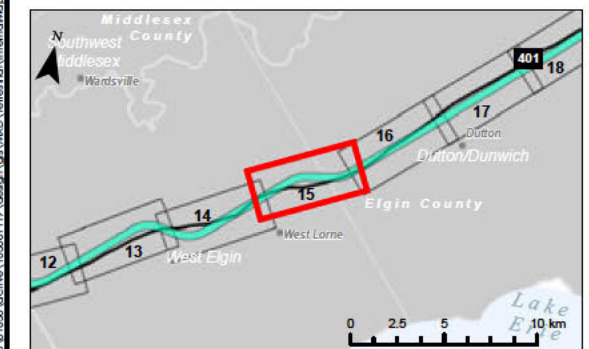 Middlesex
County
N
Southwest
Middlesex
Wardsville
401
18
17
16
Dutton
Dutton/Dunwich
15
Elgin County
14
West Lorne
13
West Elgin
12
Lake
Erie
0 2.5 5 10 km